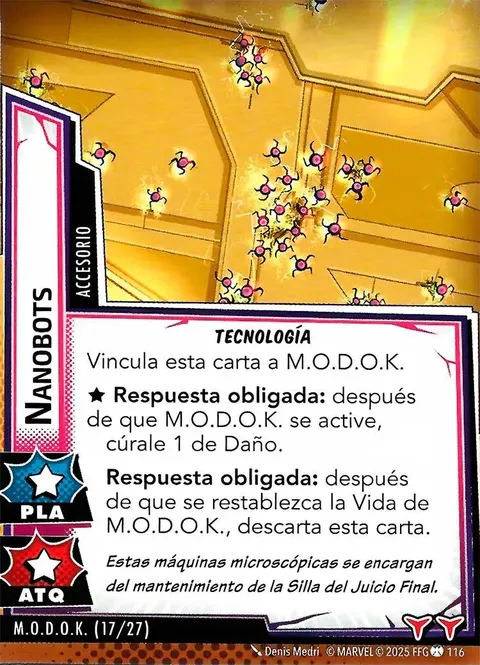 NANOBOTS
ACCESORIO
TECNOLOGÍA
Vincula esta carta a M.O.D.O.K.
★ Respuesta obligada: después
de que M.O.D.O.K. se active,
cúrale 1 de Daño.
Respuesta obligada: después
de que se restablezca la Vida de
M.O.D.O.K., descarta esta carta.
Estas máquinas microscópicas se encargan
del mantenimiento de la Silla del Juicio Final.
PLA
ATQ
M.O.D.O.K. (17/27)
Denis Medri © MARVEL © 2025 FFG 116